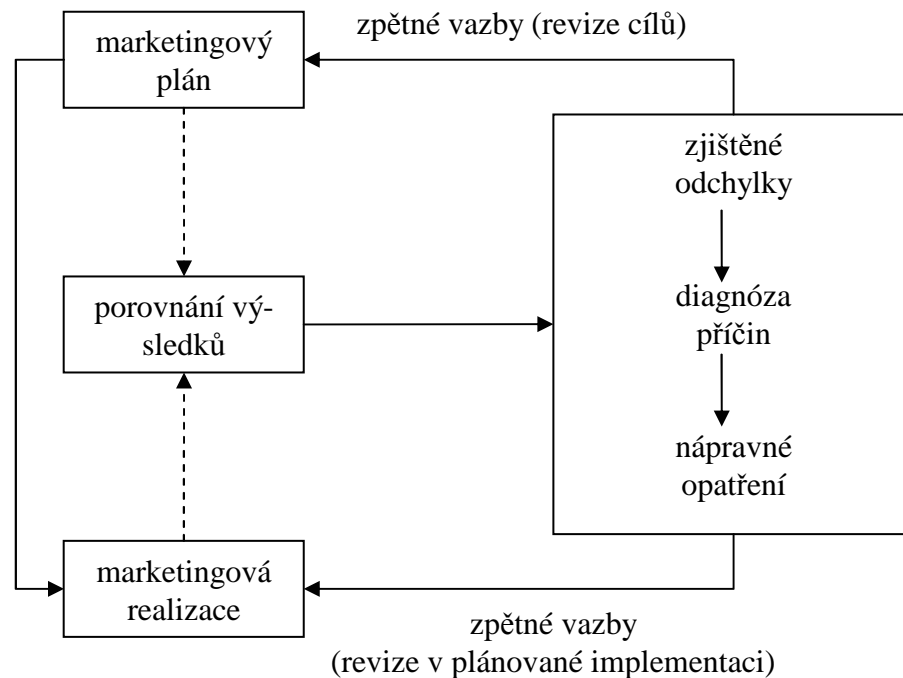 zpětné vazby (revize cílů)
marketingový
plán
zjištěné
odchylky
porovnání vý-
sledků
diagnóza
příčin
nápravné
opatření
marketingová
realizace
zpětné vazby
(revize v plánované implementaci)